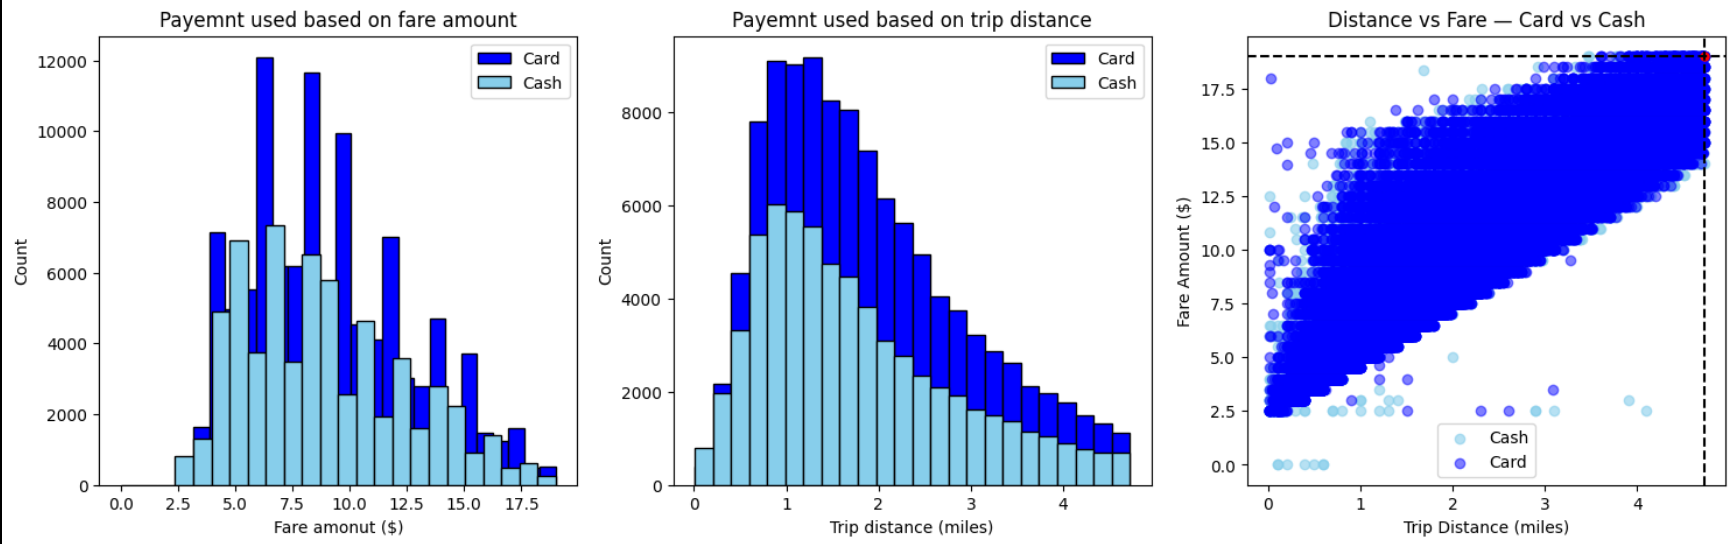 Payemnt used based on fare amount
Card
Cash
12000
10000
8000
6000
4000
2000
0
Count
0.0 2.5 5.0 7.5 10.0 12.5 15.0 17.5
Fare amonut ($)
Payemnt used based on trip distance
Card
Cash
8000
6000
4000
2000
0
Count
0 1 2 3 4
Trip distance (miles)
Distance vs Fare — Card vs Cash
17.5
15.0
12.5
10.0
7.5
5.0
2.5
0.0
Fare Amount ($)
Cash
Card
0 1 2 3 4
Trip Distance (miles)